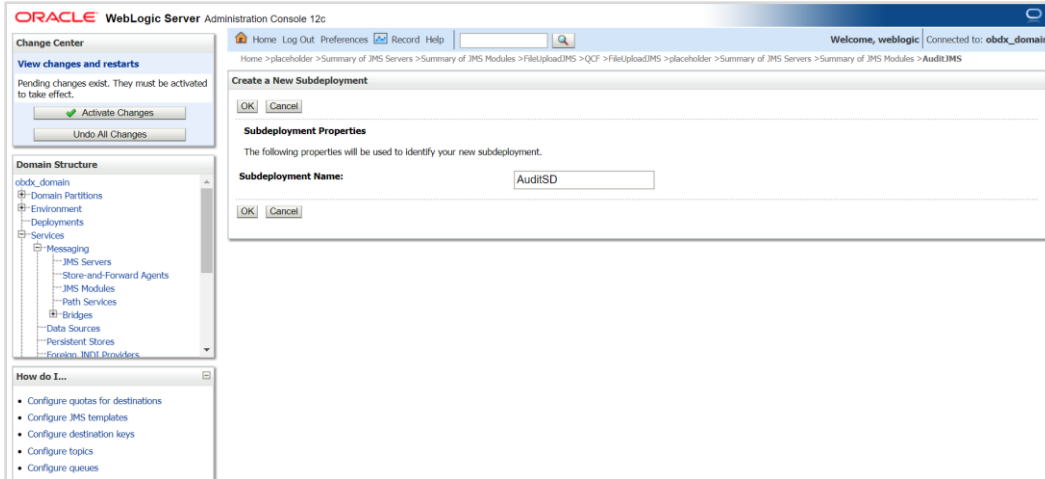 ORACLE WebLogic Server Administration Console 12c
Change Center
View changes and restarts
Pending changes exist. They must be activated
to take effect.
Activate Changes
Undo All Changes
Domain Structure
obdx_domain
Domain Partitions
Environment
Deployments
Services
Messaging
JMS Servers
Store-and-Forward Agents
JMS Modules
Path Services
Bridges
Data Sources
Persistent Stores
Foreign JNDI Providers
How do I...
Configure quotas for destinations
Configure JMS templates
Configure destination keys
Configure topics
Configure queues
Home Log Out Preferences Record Help
Welcome, weblogic Connected to: obdx_domain
Home >placeholder >Summary of JMS Servers >Summary of JMS Modules >FileUploadJMS >QCF >FileUploadJMS >placeholder >Summary of JMS Servers >Summary of JMS Modules >AuditJMS
Create a New Subdeployment
OK Cancel
Subdeployment Properties
The following properties will be used to identify your new subdeployment.
Subdeployment Name: AuditSD
OK Cancel